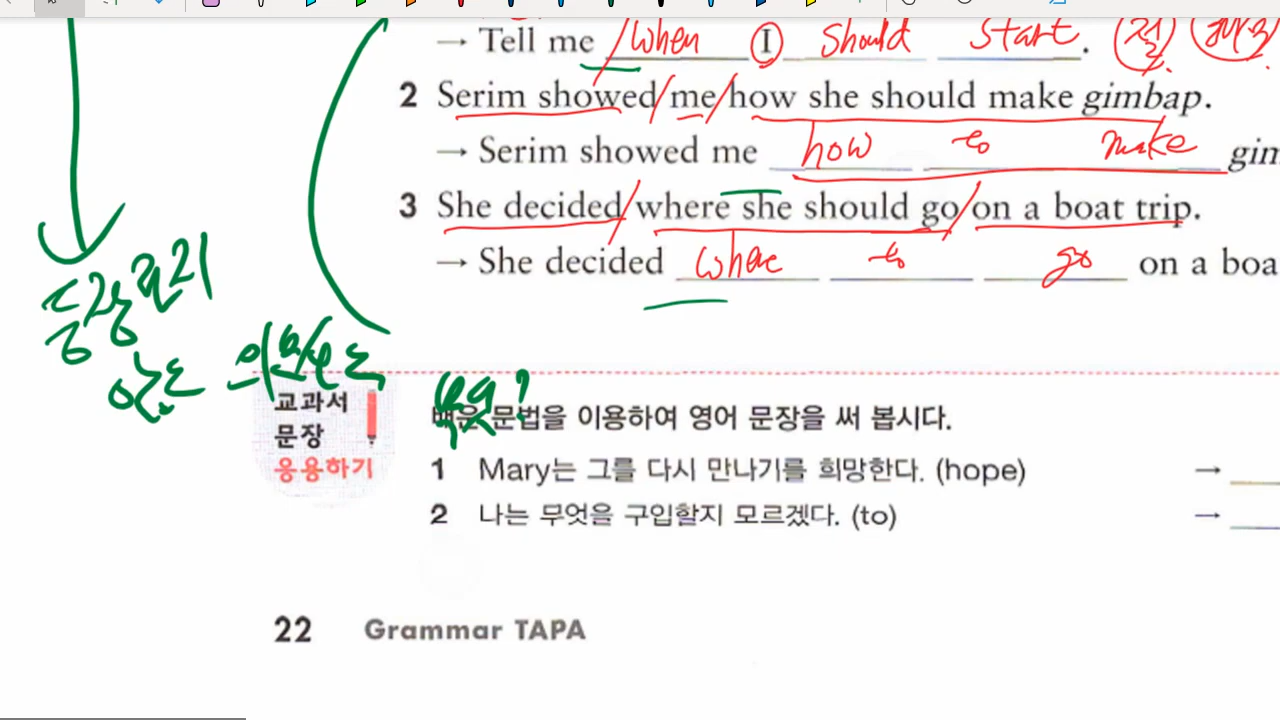 → Tell me / when I should start. (절)
2 Serim showed/me/how she should make gimbap.
→ Serim showed me how to make gim
3 She decided/where she should go/on a boat trip.
→ She decided where to go on a boa
교과서
문장
응용하기
배운 문법을 이용하여 영어 문장을 써 봅시다.
1 Mary는 그를 다시 만나기를 희망한다. (hope) →
2 나는 무엇을 구입할지 모르겠다. (to) →
22 Grammar TAPA